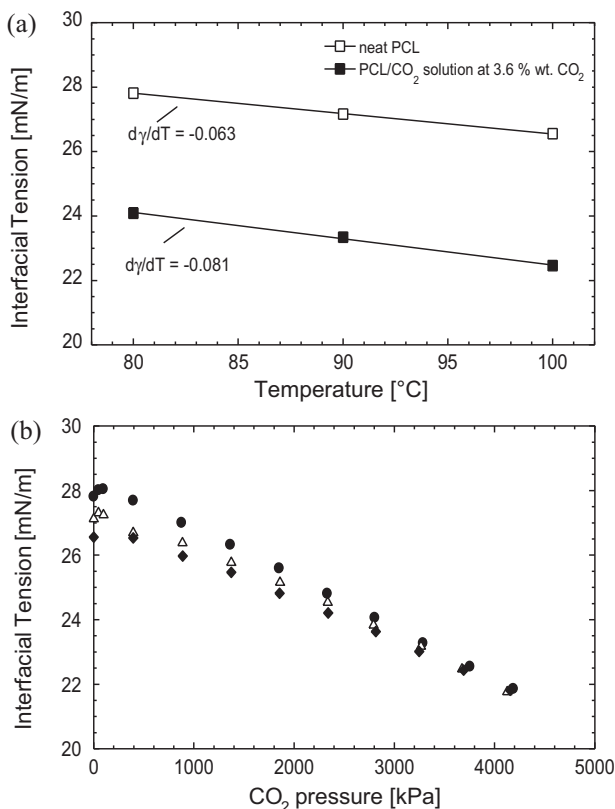 (a)
30
28
26
24
22
20
Interfacial Tension [mN/m]
neat PCL
PCL/CO₂ solution at 3.6 % wt. CO₂
dγ/dT = -0.063
dγ/dT = -0.081
80 85 90 95 100
Temperature [°C]
(b)
30
28
26
24
22
20
Interfacial Tension [mN/m]
0 1000 2000 3000 4000 5000
CO₂ pressure [kPa]